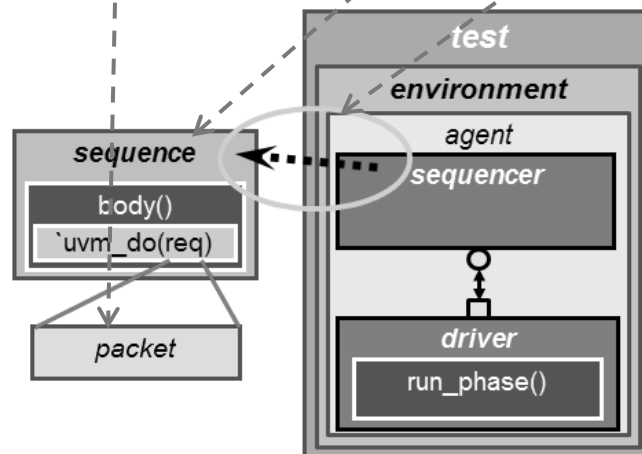 test
environment
agent
sequencer
sequence
body()
`uvm_do(req)
packet
driver
run_phase()